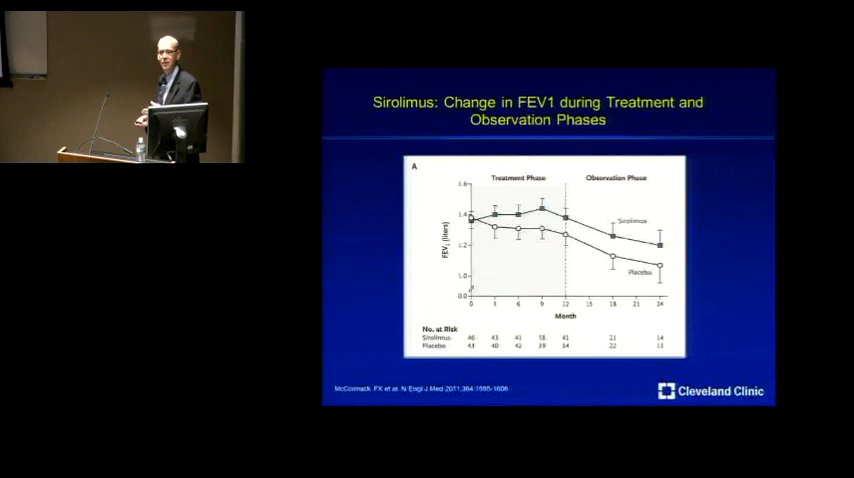 Sirolimus: Change in FEV1 during Treatment and
Observation Phases
A
Treatment Phase
Observation Phase
1.6
1.4
1.2
1.0
0.0
FEV1 (liters)
Sirolimus
Placebo
0 3 6 9 12 15 18 21 24
Month
No. at Risk
Sirolimus 46 43 41 38 41 21 14
Placebo 43 40 42 39 34 22 13
McCormack FX et al. N Engl J Med 2011;364:1595-1606
Cleveland Clinic